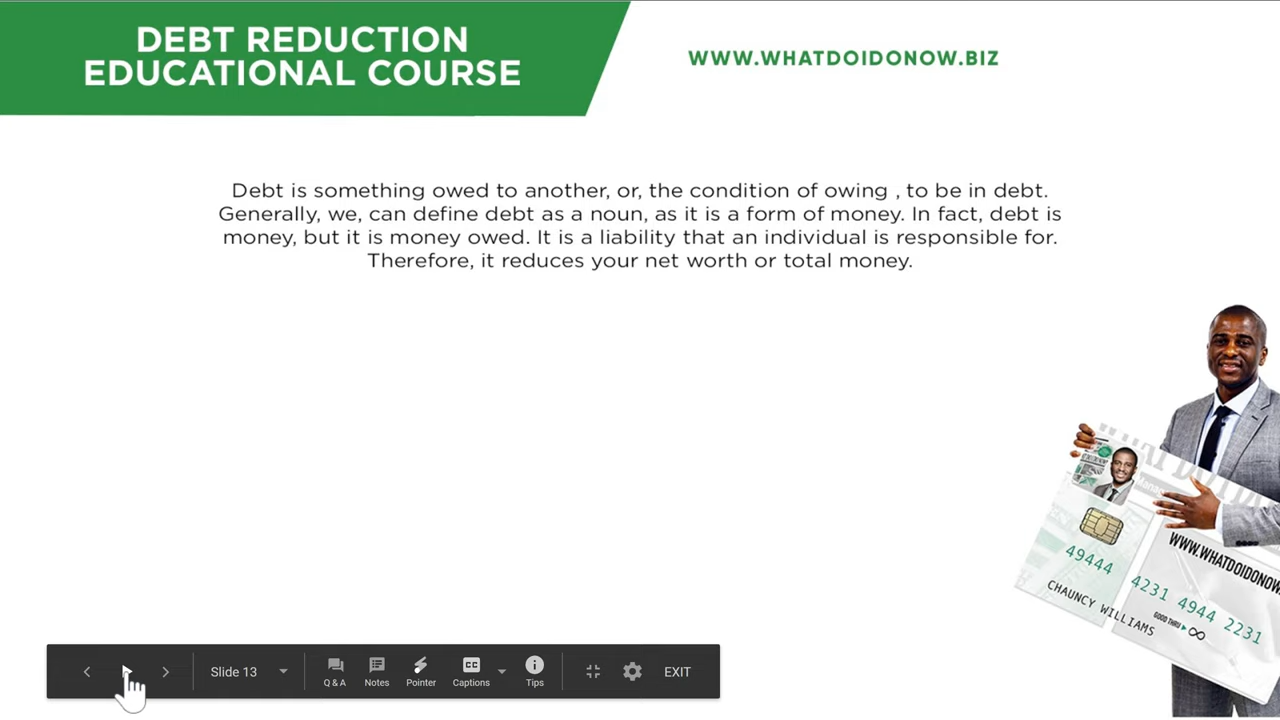 DEBT REDUCTION
EDUCATIONAL COURSE
WWW.WHATDOIDONOW.BIZ
Debt is something owed to another, or, the condition of owing , to be in debt.
Generally, we, can define debt as a noun, as it is a form of money. In fact, debt is
money, but it is money owed. It is a liability that an individual is responsible for.
Therefore, it reduces your net worth or total money.
WWW.WHATDOIDONOW
49444
4231 4944 2231
CHAUNCY WILLIAMS
GOOD THRU
Slide 13
Q & A
Notes
Pointer
CC
Captions
Tips
EXIT